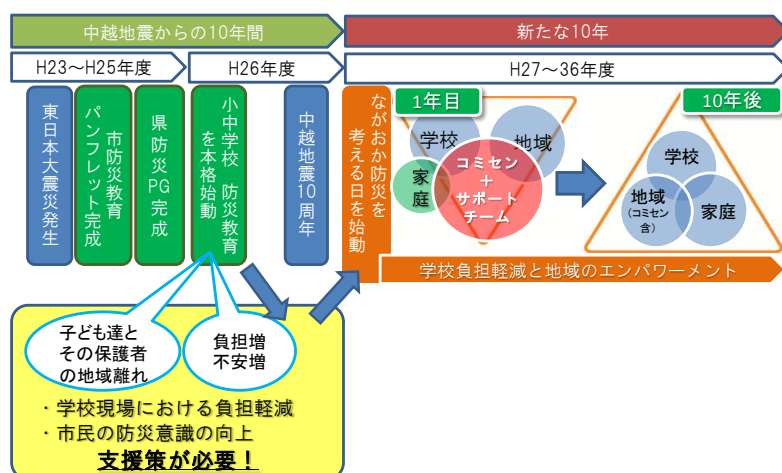 中越地震からの10年間
新たな10年
H23～H25年度
H26年度
H27～36年度
東日本大震災発生
市防災教育
パンフレット完成
県防災
PG完成
小中学校　防災教育
を本格始動
中越地震10周年
ながおか防災を
考える日を始動
1年目
学校
地域
家
庭
コミセン
＋
サポート
チーム
10年後
学校
地域
(コミセン
含)
家庭
学校負担軽減と地域のエンパワーメント
子ども達と
その保護者
の地域離れ
負担増
不安増
・学校現場における負担軽減
・市民の防災意識の向上
支援策が必要！